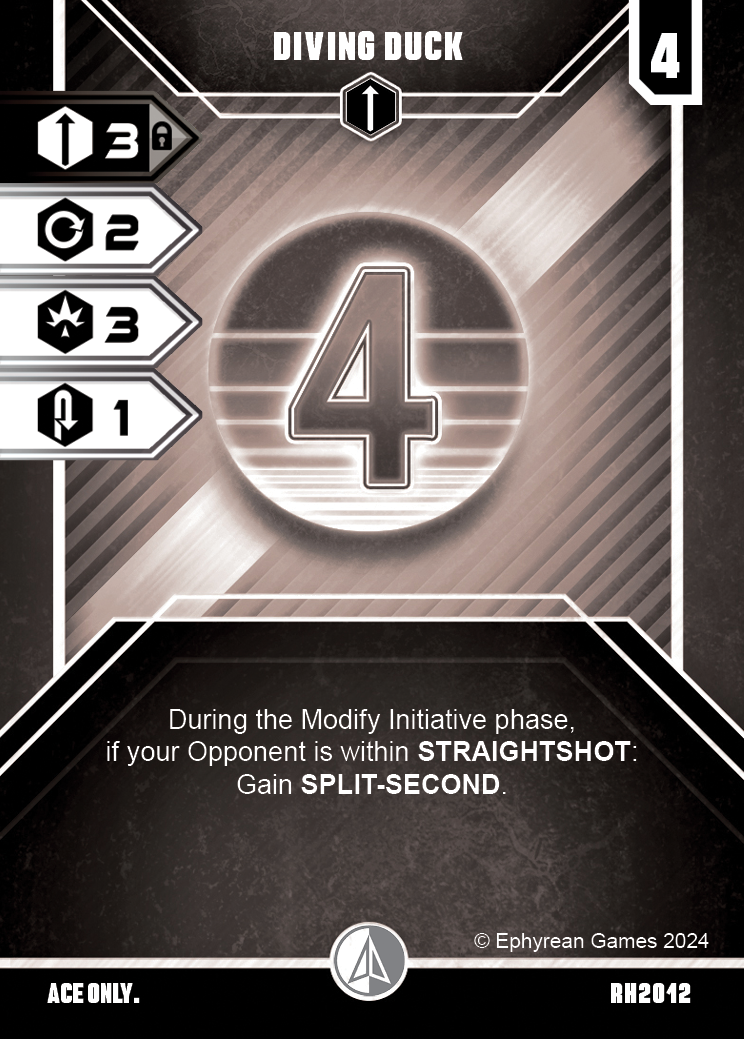 DIVING DUCK
4
3
2
3
1
4
During the Modify Initiative phase,
if your Opponent is within STRAIGHTSHOT:
Gain SPLIT-SECOND.
© Ephyrean Games 2024
ACE ONLY.
RH2012